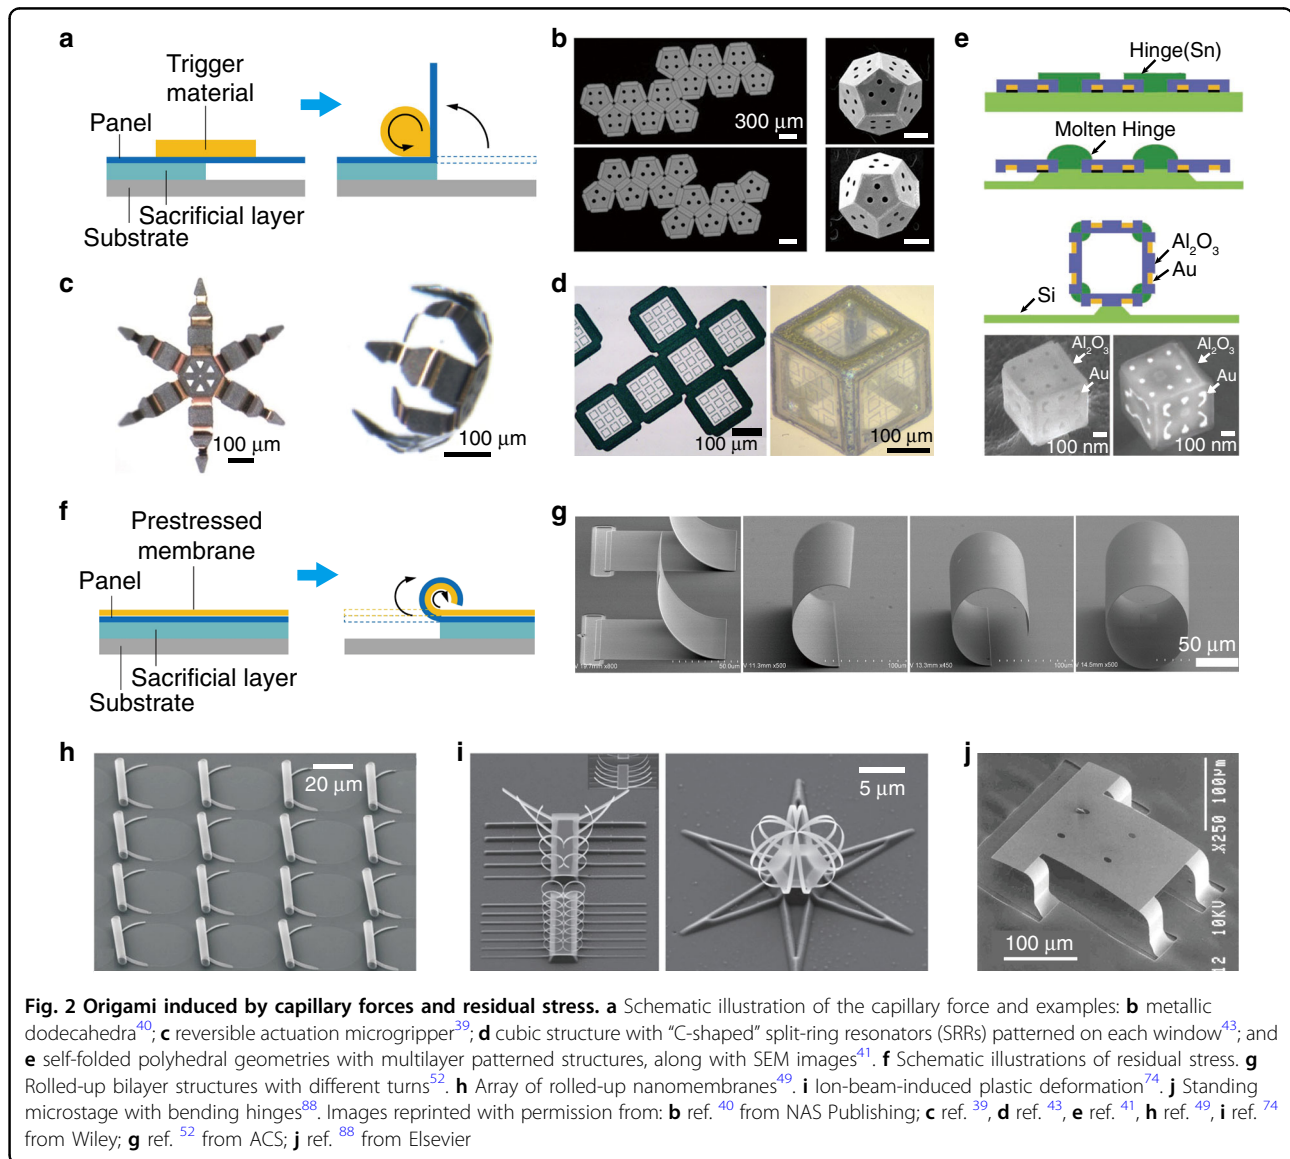 a
Trigger
material
Panel
Sacrificial layer
Substrate
b
300 μm
c
100 μm
100 μm
d
100 μm
100 μm
e
Hinge(Sn)
Molten Hinge
Al2O3
Au
Si
Al2O3
Au
100 nm
Al2O3
Au
100 nm
f
Prestressed
membrane
Panel
Sacrificial layer
Substrate
g
50 μm
h
20 μm
i
5 μm
j
100 μm
X250 100μm
12 10KV
Fig. 2 Origami induced by capillary forces and residual stress. a Schematic illustration of the capillary force and examples: b metallic
dodecahedra40; c reversible actuation microgripper39; d cubic structure with “C-shaped” split-ring resonators (SRRs) patterned on each window43; and
e self-folded polyhedral geometries with multilayer patterned structures, along with SEM images41. f Schematic illustrations of residual stress. g
Rolled-up bilayer structures with different turns52. h Array of rolled-up nanomembranes49. i Ion-beam-induced plastic deformation74. j Standing
microstage with bending hinges88. Images reprinted with permission from: b ref. 40 from NAS Publishing; c ref. 39, d ref. 43, e ref. 41, h ref. 49, i ref. 74
from Wiley; g ref. 52 from ACS; j ref. 88 from Elsevier